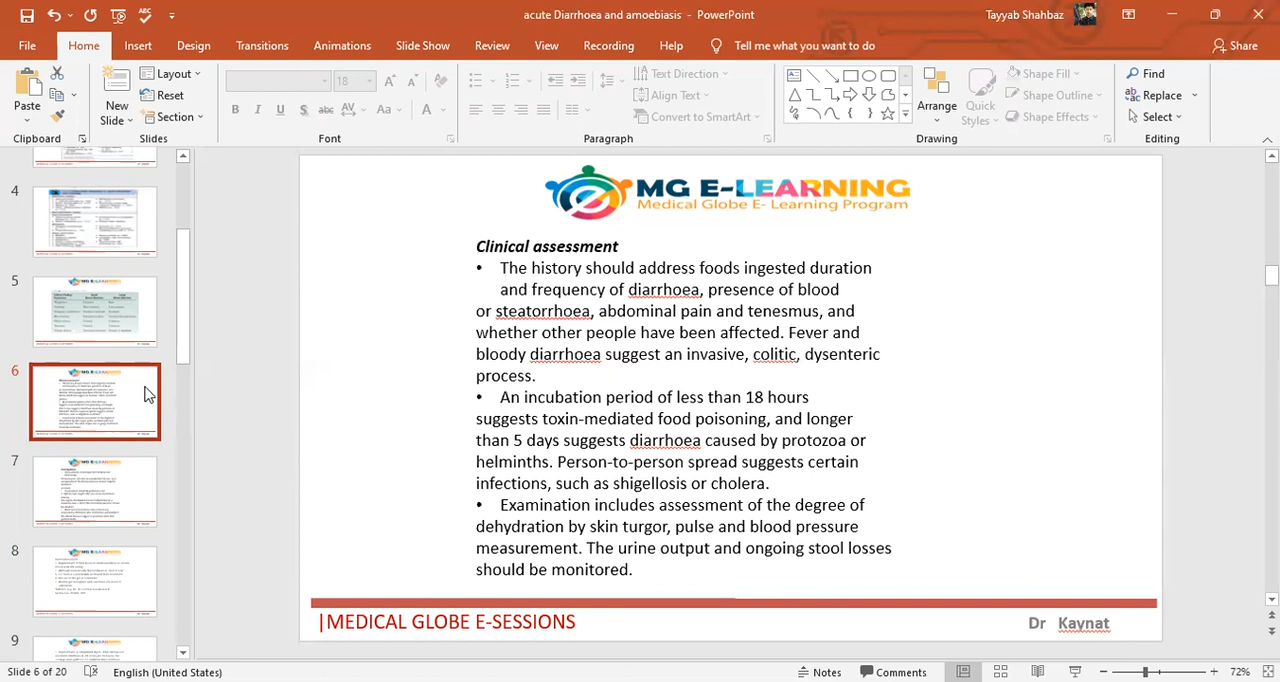 acute Diarrhoea and amoebiasis - PowerPoint
Tayyab Shahbaz
File Home Insert Design Transitions Animations Slide Show Review View Recording Help Tell me what you want to do Share
Paste
New Slide
Layout
Reset
Section
18
Text Direction
Align Text
Convert to SmartArt
Arrange
Quick Styles
Shape Fill
Shape Outline
Shape Effects
Find
Replace
Select
Clipboard Slides Font Paragraph Drawing Editing
4
5
6
7
8
9
MG E-LEARNING
Medical Globe E- Learning Program
Clinical assessment
• The history should address foods ingested duration
and frequency of diarrhoea, presence of blood
or steatorrhoea, abdominal pain and tenesmus, and
whether other people have been affected. Fever and
bloody diarrhoea suggest an invasive, colitic, dysenteric
process.
• An incubation period of less than 18 hours
suggests toxin-mediated food poisoning, and longer
than 5 days suggests diarrhoea caused by protozoa or
helminths. Person-to-person spread suggests certain
infections, such as shigellosis or cholera.
• Examination includes assessment of the degree of
dehydration by skin turgor, pulse and blood pressure
measurement. The urine output and ongoing stool losses
should be monitored.
|MEDICAL GLOBE E-SESSIONS
Dr Kaynat
Slide 6 of 20
English (United States)
Notes
Comments
72%